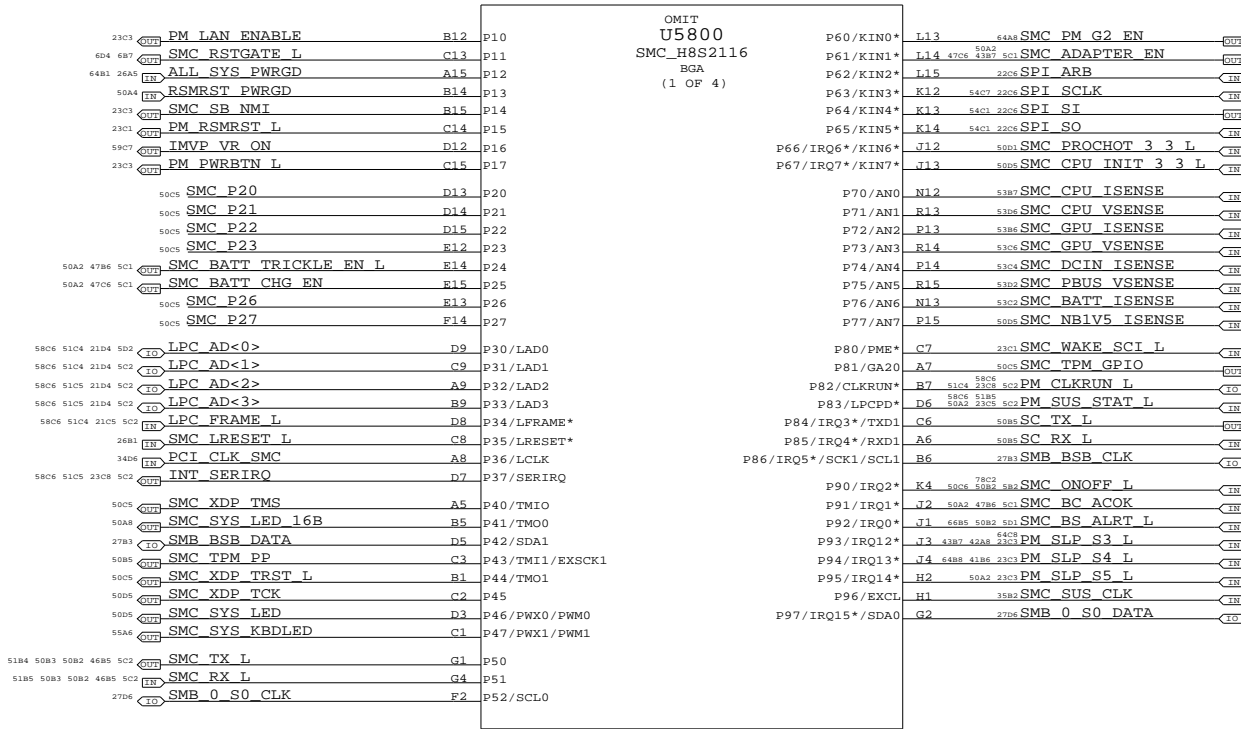 OMIT
U5800
SMC_H8S2116
BGA
(1 OF 4)
23C3 OUT PM_LAN_ENABLE B12 P10
6D4 6B7 OUT SMC_RSTGATE_L C13 P11
64B1 26A5 IN ALL_SYS_PWRGD A15 P12
50A4 IN RSMRST_PWRGD B14 P13
23C3 OUT SMC_SB_NMI B15 P14
23C1 OUT PM_RSMRST_L C14 P15
59C7 OUT IMVP_VR_ON D12 P16
23C3 OUT PM_PWRBTN_L C15 P17
50C5 SMC_P20 D13 P20
50C5 SMC_P21 D14 P21
50C5 SMC_P22 D15 P22
50C5 SMC_P23 E12 P23
50A2 47B6 5C1 OUT SMC_BATT_TRICKLE_EN_L E14 P24
50A2 47C6 5C1 OUT SMC_BATT_CHG_EN E15 P25
50C5 SMC_P26 E13 P26
50C5 SMC_P27 F14 P27
58C6 51C4 21D4 5D2 IO LPC_AD<0> D9 P30/LAD0
58C6 51C4 21D4 5C2 IO LPC_AD<1> C9 P31/LAD1
58C6 51C5 21D4 5C2 IO LPC_AD<2> A9 P32/LAD2
58C6 51C5 21D4 5C2 IO LPC_AD<3> B9 P33/LAD3
58C6 51C4 21C5 5C2 IN LPC_FRAME_L D8 P34/LFRAME*
26B1 IN SMC_LRESET_L C8 P35/LRESET*
34D6 IN PCI_CLK_SMC A8 P36/LCLK
58C6 51C5 23C8 5C2 OUT INT_SERIRQ D7 P37/SERIRQ
50C5 OUT SMC_XDP_TMS A5 P40/TMIO
50A8 OUT SMC_SYS_LED_16B B5 P41/TMO0
27B3 IO SMB_BSB_DATA D5 P42/SDA1
50B5 OUT SMC_TPM_PP C3 P43/TMI1/EXSCK1
50C5 OUT SMC_XDP_TRST_L B1 P44/TMO1
50D5 OUT SMC_XDP_TCK C2 P45
50D5 OUT SMC_SYS_LED D3 P46/PWX0/PWM0
55A6 OUT SMC_SYS_KBDLED C1 P47/PWX1/PWM1
51B4 50B3 50B2 46B5 5C2 OUT SMC_TX_L G1 P50
51B5 50B3 50B2 46B5 5C2 IN SMC_RX_L G4 P51
27D6 IO SMB_0_S0_CLK F2 P52/SCL0
P60/KIN0* L13 64A8 SMC_PM_G2_EN OUT
50A2
P61/KIN1* L14 47C6 43B7 5C1 SMC_ADAPTER_EN OUT
P62/KIN2* L15 22C6 SPI_ARB IN
P63/KIN3* K12 54C7 22C6 SPI_SCLK IN
P64/KIN4* K13 54C1 22C6 SPI_SI OUT
P65/KIN5* K14 54C1 22C6 SPI_SO IN
P66/IRQ6*/KIN6* J12 50D1 SMC_PROCHOT_3_3_L IN
P67/IRQ7*/KIN7* J13 50D5 SMC_CPU_INIT_3_3_L IN
P70/AN0 N12 53B7 SMC_CPU_ISENSE IN
P71/AN1 R13 53D6 SMC_CPU_VSENSE IN
P72/AN2 P13 53B6 SMC_GPU_ISENSE IN
P73/AN3 R14 53C6 SMC_GPU_VSENSE IN
P74/AN4 P14 53C4 SMC_DCIN_ISENSE IN
P75/AN5 R15 53D2 SMC_PBUS_VSENSE IN
P76/AN6 N13 53C2 SMC_BATT_ISENSE IN
P77/AN7 P15 50D5 SMC_NB1V5_ISENSE IN
P80/PME* C7 23C1 SMC_WAKE_SCI_L IN
P81/GA20 A7 50C5 SMC_TPM_GPIO OUT
58C6
P82/CLKRUN* B7 51C4 23C8 5C2 PM_CLKRUN_L IO
58C6 51B5
P83/LPCPD* D6 50A2 23C5 5C2 PM_SUS_STAT_L IN
P84/IRQ3*/TXD1 C6 50B5 SC_TX_L OUT
P85/IRQ4*/RXD1 A6 50B5 SC_RX_L IN
P86/IRQ5*/SCK1/SCL1 B6 27B3 SMB_BSB_CLK IO
78C2
P90/IRQ2* K4 50C6 50B2 5B2 SMC_ONOFF_L IN
P91/IRQ1* J2 50A2 47B6 5C1 SMC_BC_ACOK IN
P92/IRQ0* J1 66B5 50B2 5D1 SMC_BS_ALRT_L IN
64C8
P93/IRQ12* J3 43B7 42A8 23C3 PM_SLP_S3_L IN
P94/IRQ13* J4 64B8 41B6 23C3 PM_SLP_S4_L IN
P95/IRQ14* H2 50A2 23C3 PM_SLP_S5_L IN
P96/EXCL H1 35B2 SMC_SUS_CLK IN
P97/IRQ15*/SDA0 G2 27D6 SMB_0_S0_DATA IO